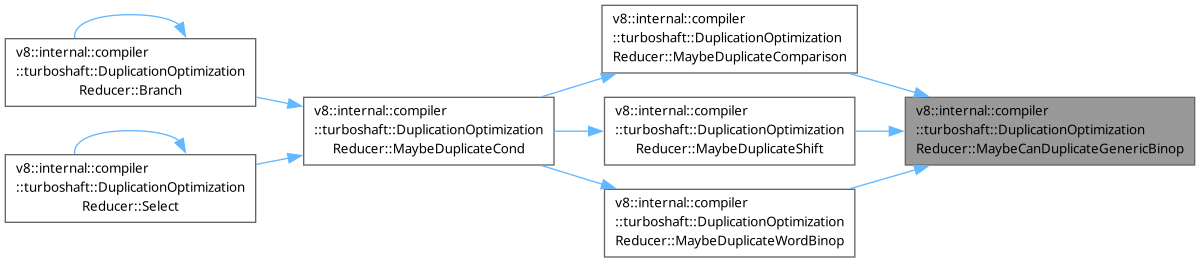 v8::internal::compiler
::turboshaft::DuplicationOptimization
Reducer::Branch
v8::internal::compiler
::turboshaft::DuplicationOptimization
Reducer::Select
v8::internal::compiler
::turboshaft::DuplicationOptimization
Reducer::MaybeDuplicateCond
v8::internal::compiler
::turboshaft::DuplicationOptimization
Reducer::MaybeDuplicateComparison
v8::internal::compiler
::turboshaft::DuplicationOptimization
Reducer::MaybeDuplicateShift
v8::internal::compiler
::turboshaft::DuplicationOptimization
Reducer::MaybeDuplicateWordBinop
v8::internal::compiler
::turboshaft::DuplicationOptimization
Reducer::MaybeCanDuplicateGenericBinop